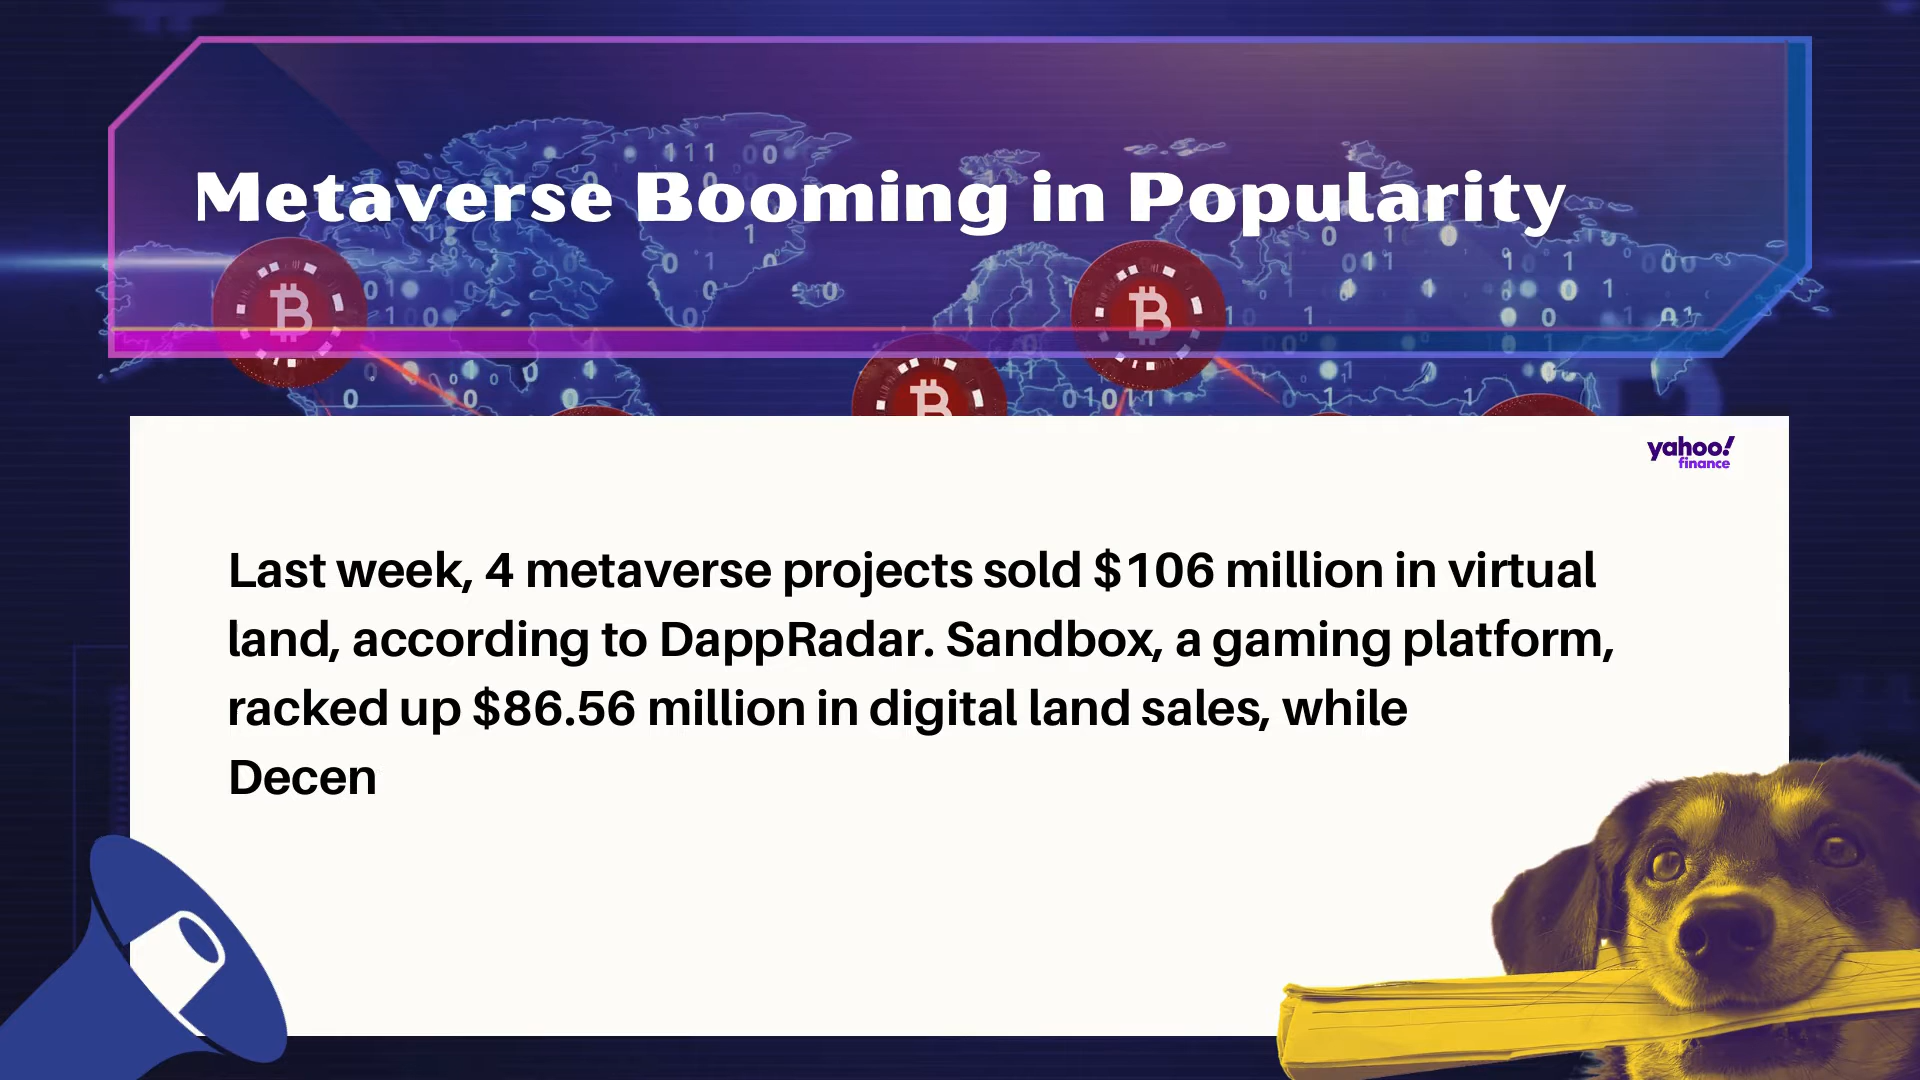 Metaverse Booming in Popularity
yahoo!
finance
Last week, 4 metaverse projects sold $106 million in virtual
land, according to DappRadar. Sandbox, a gaming platform,
racked up $86.56 million in digital land sales, while
Decen